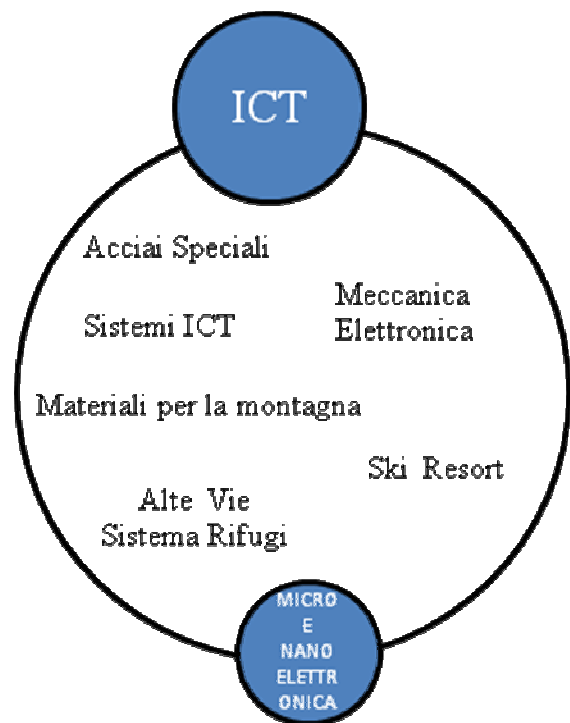 ICT
Acciai Speciali
Meccanica
Elettronica
Sistemi ICT
Materiali per la montagna
Ski Resort
Alte Vie
Sistema Rifugi
MICRO
E
NANO
ELETTR
ONICA